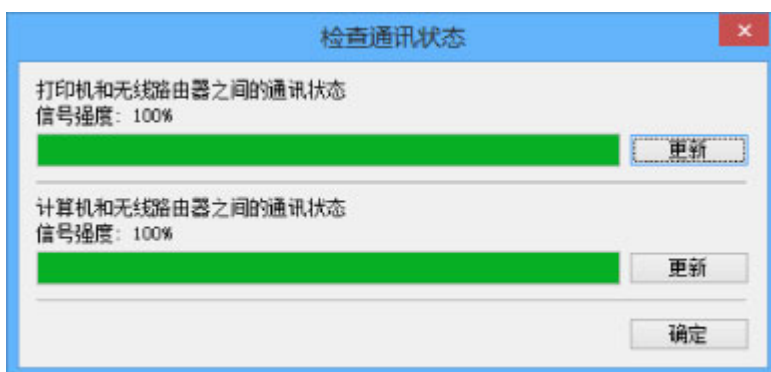 检查通讯状态
打印机和无线路由器之间的通讯状态
信号强度: 100%
更新
计算机和无线路由器之间的通讯状态
信号强度: 100%
更新
确定